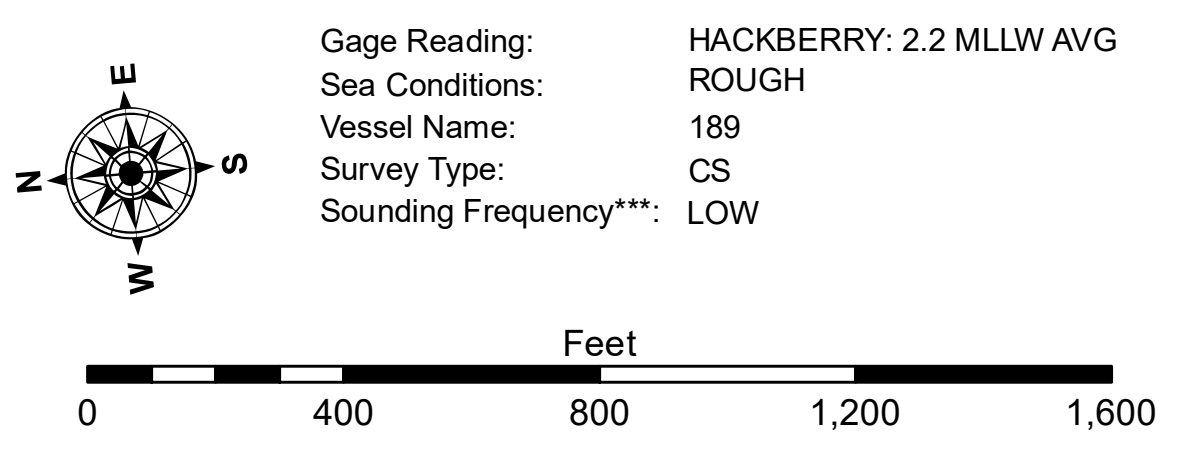 E
N
S
W
Gage Reading: HACKBERRY: 2.2 MLLW AVG
Sea Conditions: ROUGH
Vessel Name: 189
Survey Type: CS
Sounding Frequency***: LOW
Feet
0 400 800 1,200 1,600